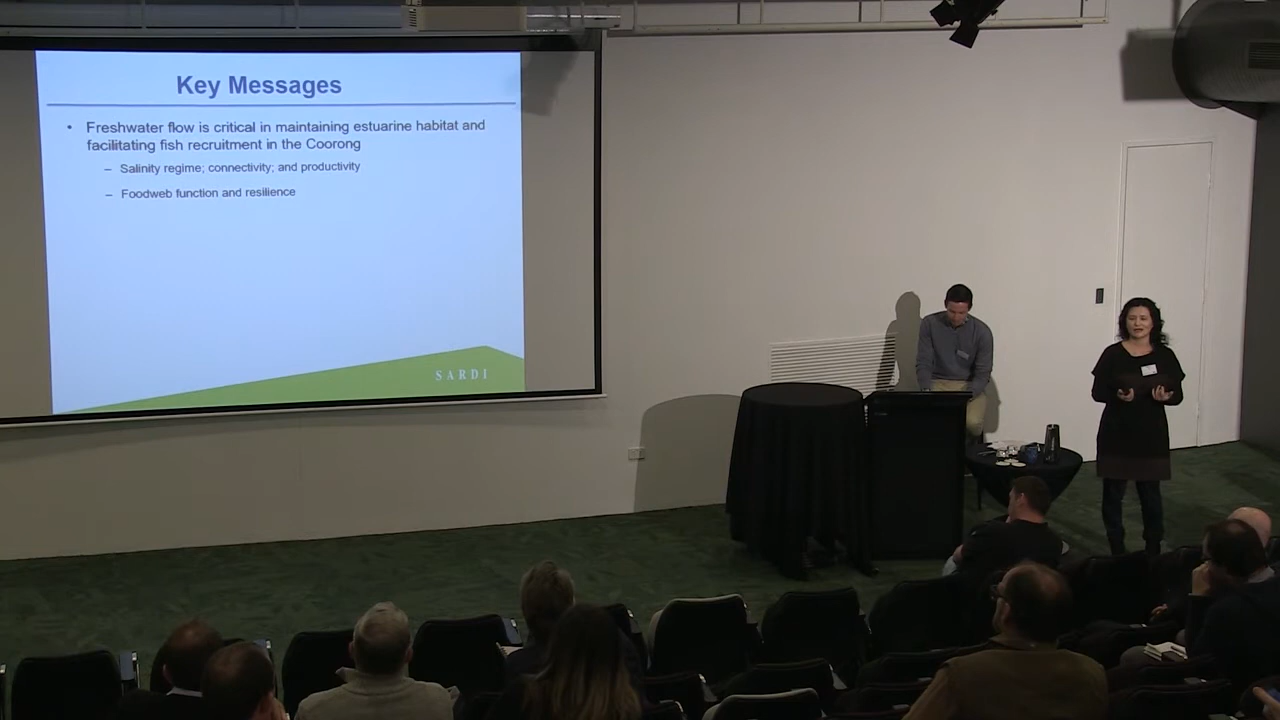 Key Messages
• Freshwater flow is critical in maintaining estuarine habitat and
facilitating fish recruitment in the Coorong
– Salinity regime; connectivity; and productivity
– Foodweb function and resilience
SARDI